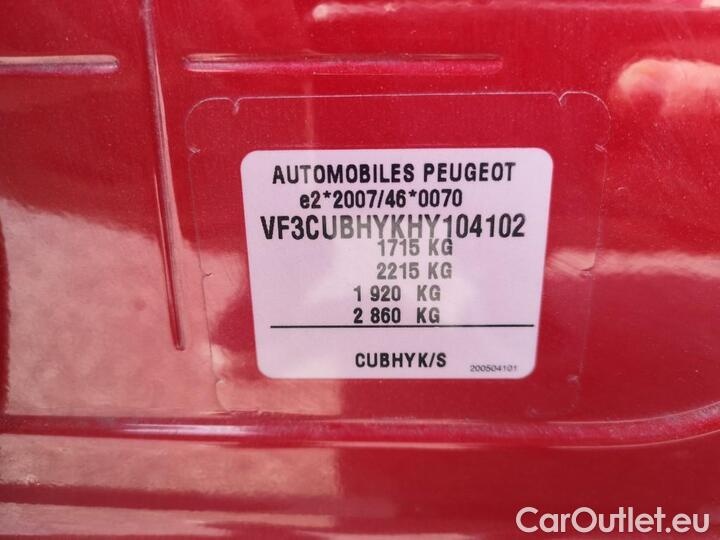 AUTOMOBILES PEUGEOT
e2*2007/46*0070
VF3CUBHYKHY104102
1715 KG
2215 KG
1 920 KG
2 860 KG
CUBHYK/S
200504101
CarOutlet.eu